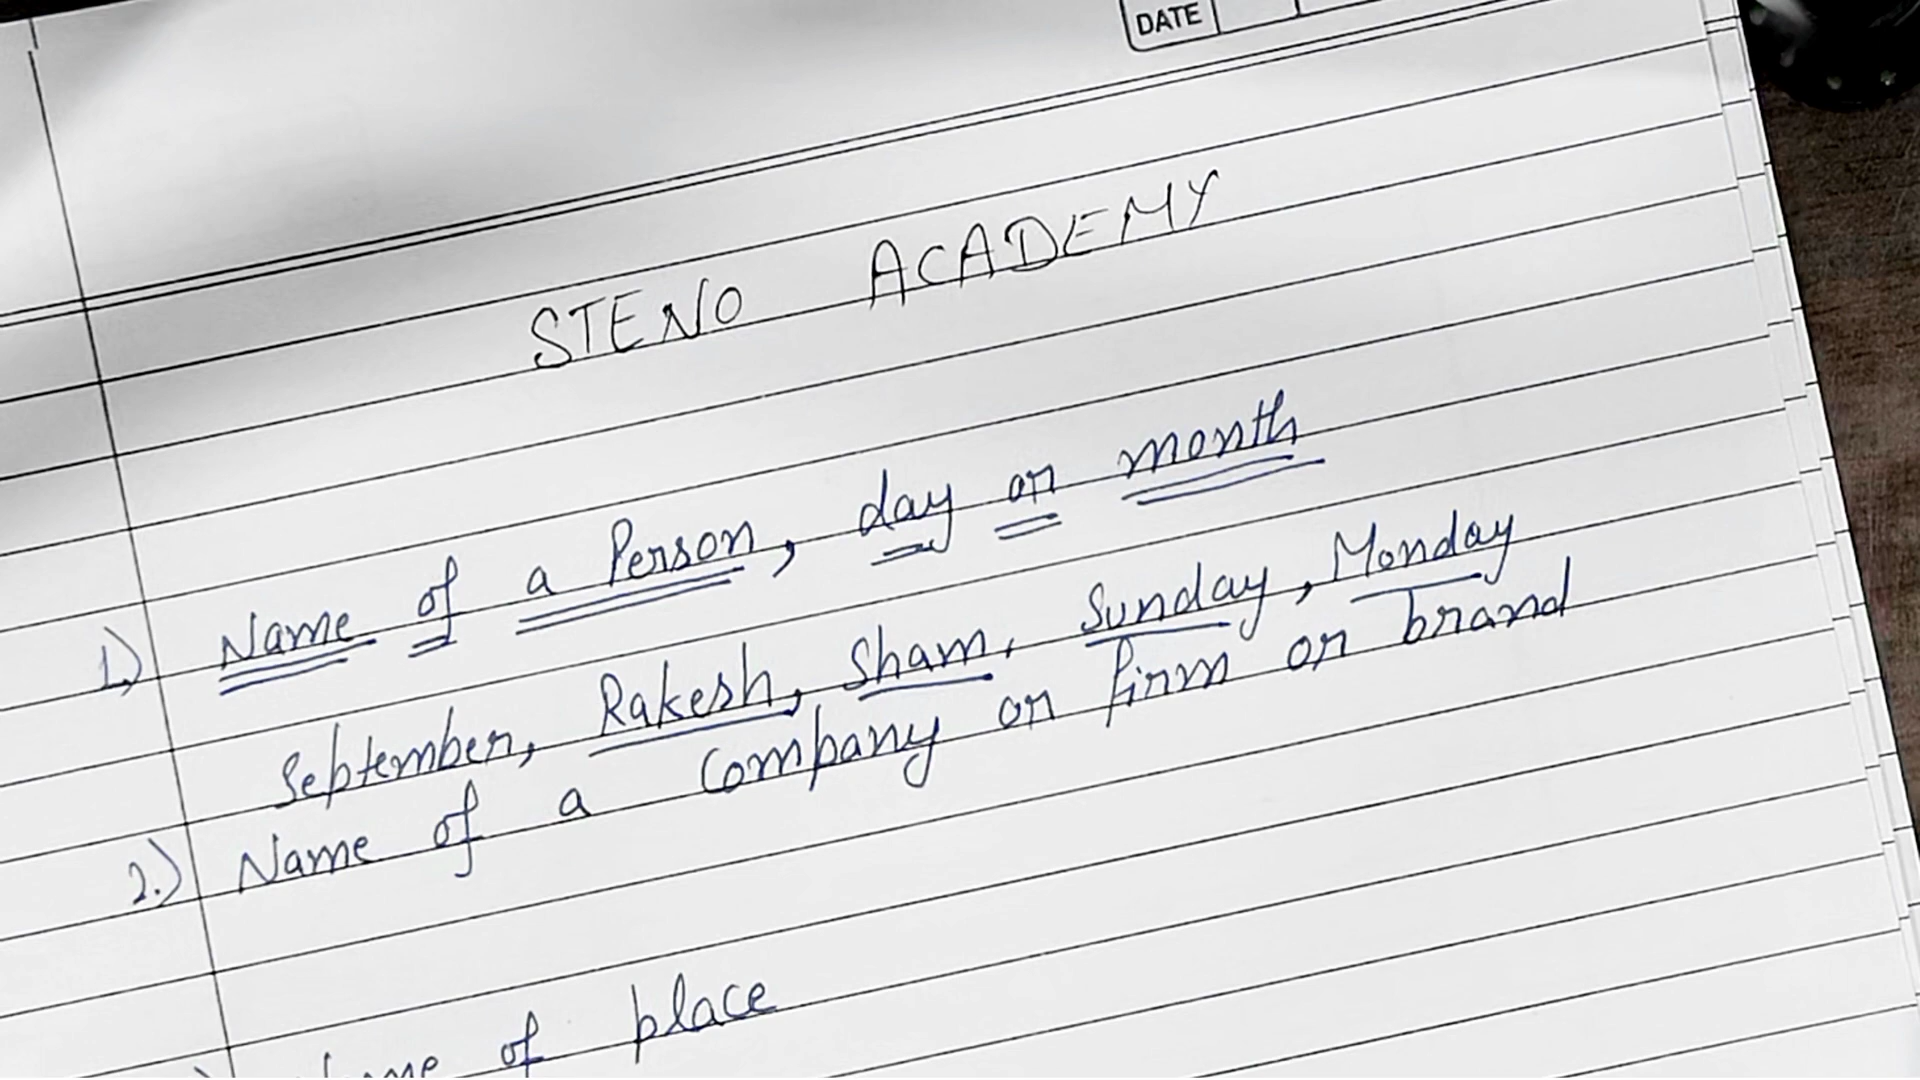 DATE
STENO ACADEMY
1.) Name of a Person, day or month
September, Rakesh, Sham, Sunday, Monday
2.) Name of a Company or firm or brand
of place